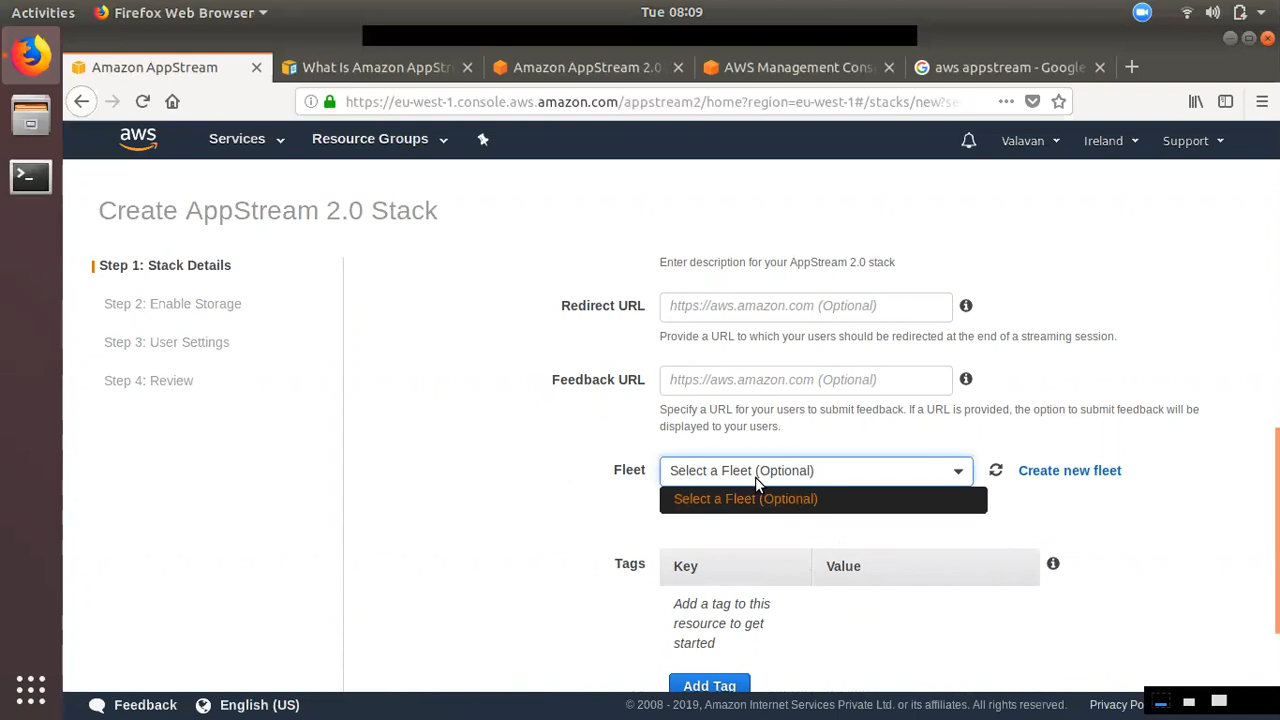 Activities
Firefox Web Browser
Tue 08:09
Amazon AppStream
What Is Amazon AppStr
Amazon AppStream 2.0
AWS Management Cons
aws appstream - Google
https://eu-west-1.console.aws.amazon.com/appstream2/home?region=eu-west-1#/stacks/new?se
aws
Services
Resource Groups
Valavan
Ireland
Support
Create AppStream 2.0 Stack
Step 1: Stack Details
Step 2: Enable Storage
Step 3: User Settings
Step 4: Review
Enter description for your AppStream 2.0 stack
Redirect URL
https://aws.amazon.com (Optional)
Provide a URL to which your users should be redirected at the end of a streaming session.
Feedback URL
https://aws.amazon.com (Optional)
Specify a URL for your users to submit feedback. If a URL is provided, the option to submit feedback will be
displayed to your users.
Fleet
Select a Fleet (Optional)
Create new fleet
Select a Fleet (Optional)
Tags
Key
Value
Add a tag to this
resource to get
started
Add Tag
Feedback
English (US)
© 2008 - 2019, Amazon Internet Services Private Ltd. or its affiliates. All rights reserved.
Privacy Po